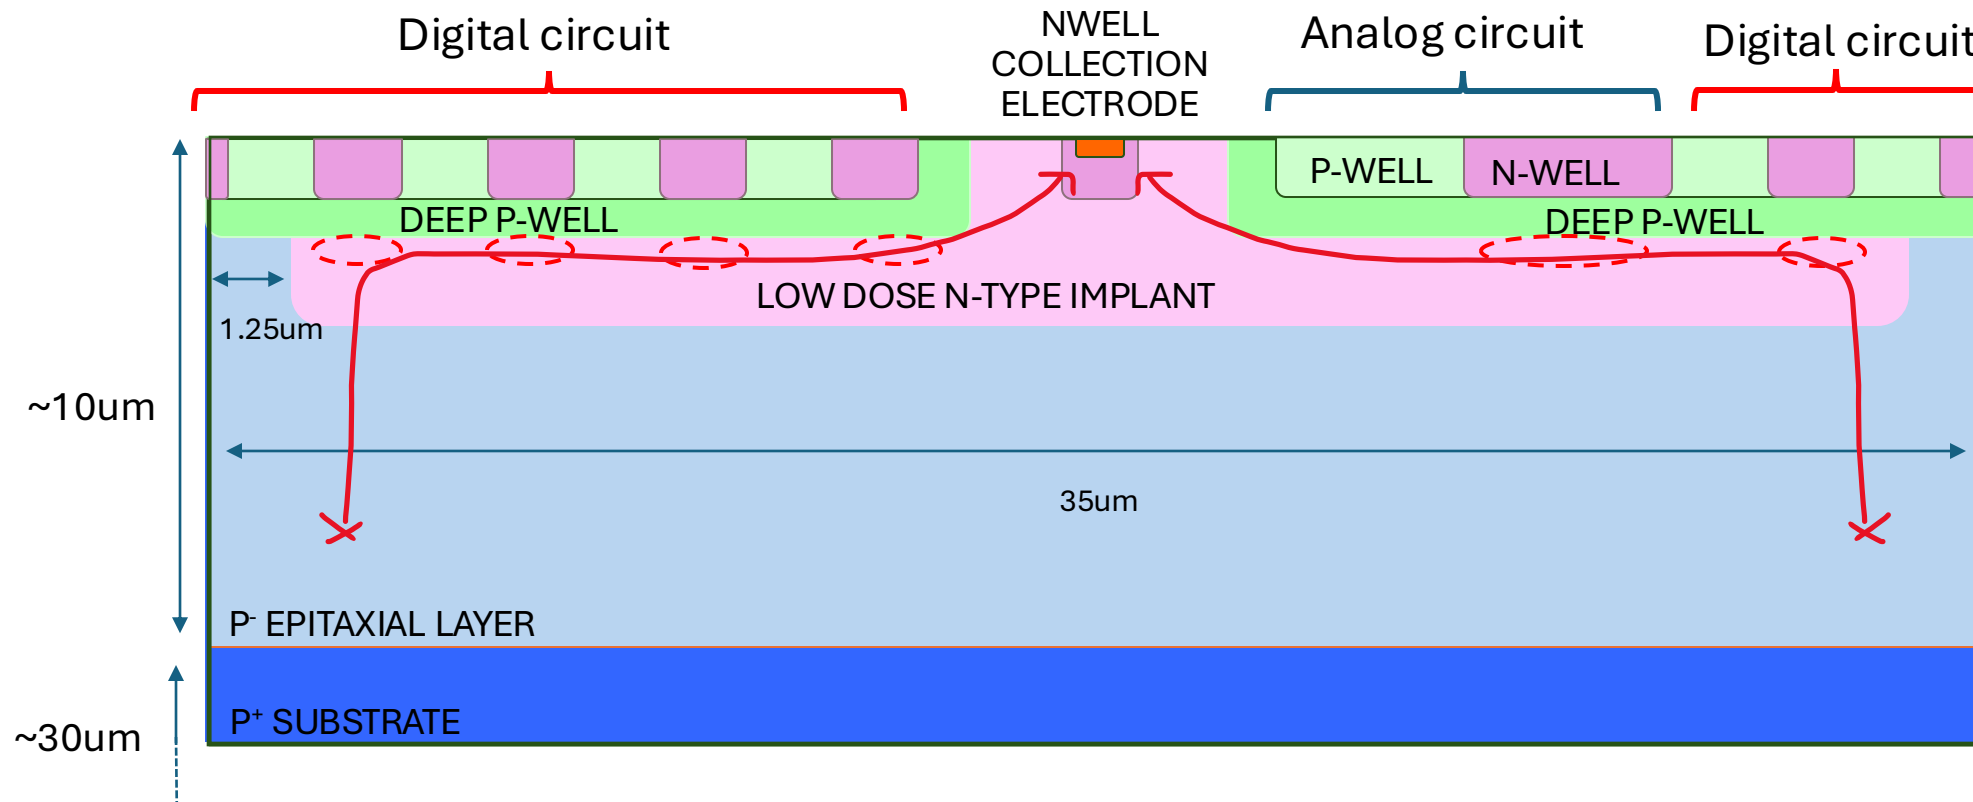 Digital circuit
NWELL
COLLECTION
ELECTRODE
Analog circuit
Digital circuit
P-WELL
N-WELL
DEEP P-WELL
DEEP P-WELL
LOW DOSE N-TYPE IMPLANT
1.25um
~10um
35um
P⁻ EPITAXIAL LAYER
P⁺ SUBSTRATE
~30um